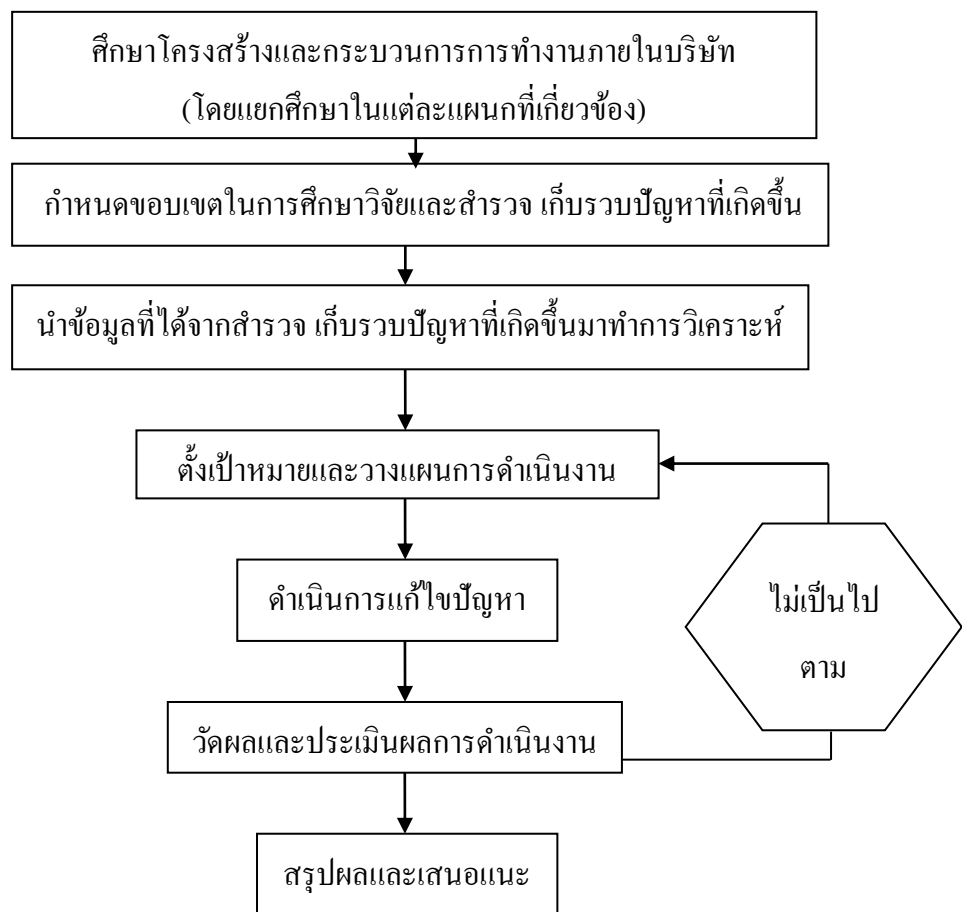 ศึกษาโครงสร้างและกระบวนการการทำงานภายในบริษัท
(โดยแยกศึกษาในแต่ละแผนกที่เกี่ยวข้อง)
กำหนดขอบเขตในการศึกษาวิจัยและสำรวจ เก็บรวบปัญหาที่เกิดขึ้น
นำข้อมูลที่ได้จากสำรวจ เก็บรวบปัญหาที่เกิดขึ้นมาทำการวิเคราะห์
ตั้งเป้าหมายและวางแผนการดำเนินงาน
ดำเนินการแก้ไขปัญหา
ไม่เป็นไป
ตาม
วัดผลและประเมินผลการดำเนินงาน
สรุปผลและเสนอแนะ